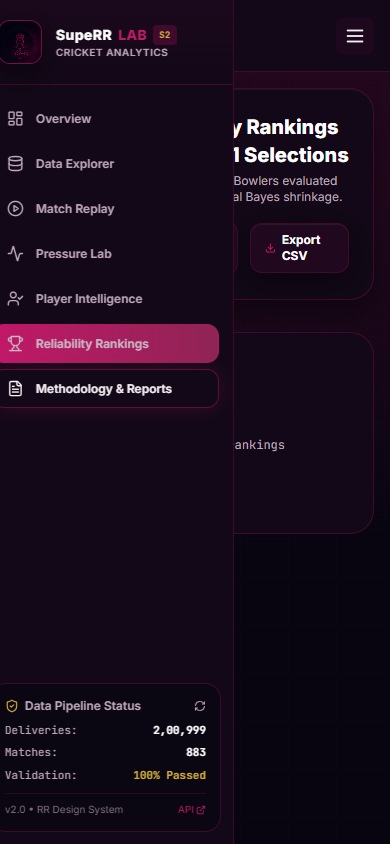 SupeRR LAB S2
CRICKET ANALYTICS
Overview
Data Explorer
Match Replay
Pressure Lab
Player Intelligence
Reliability Rankings
Methodology & Reports
Data Pipeline Status
Deliveries: 2,00,999
Matches: 883
Validation: 100% Passed
v2.0 • RR Design System API
y Rankings
Selections
Bowlers evaluated
al Bayes shrinkage.
Export
CSV
ankings